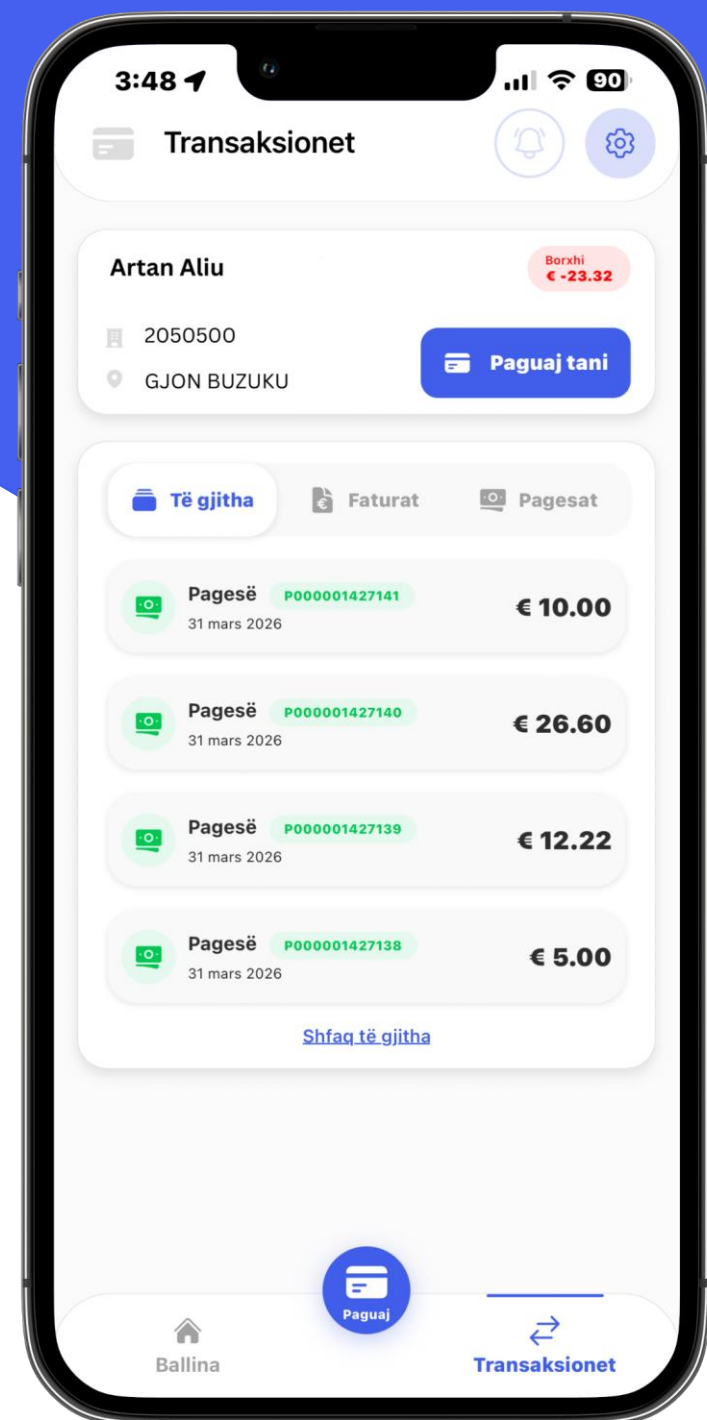 3:48
90
Transaksionet
Artan Aliu
Borxhi
€ -23.32
2050500
GJON BUZUKU
Paguaj tani
Të gjitha
Faturat
Pagesat
Pagesë P000001427141
31 mars 2026
€ 10.00
Pagesë P000001427140
31 mars 2026
€ 26.60
Pagesë P000001427139
31 mars 2026
€ 12.22
Pagesë P000001427138
31 mars 2026
€ 5.00
Shfaq të gjitha
Ballina
Paguaj
Transaksionet